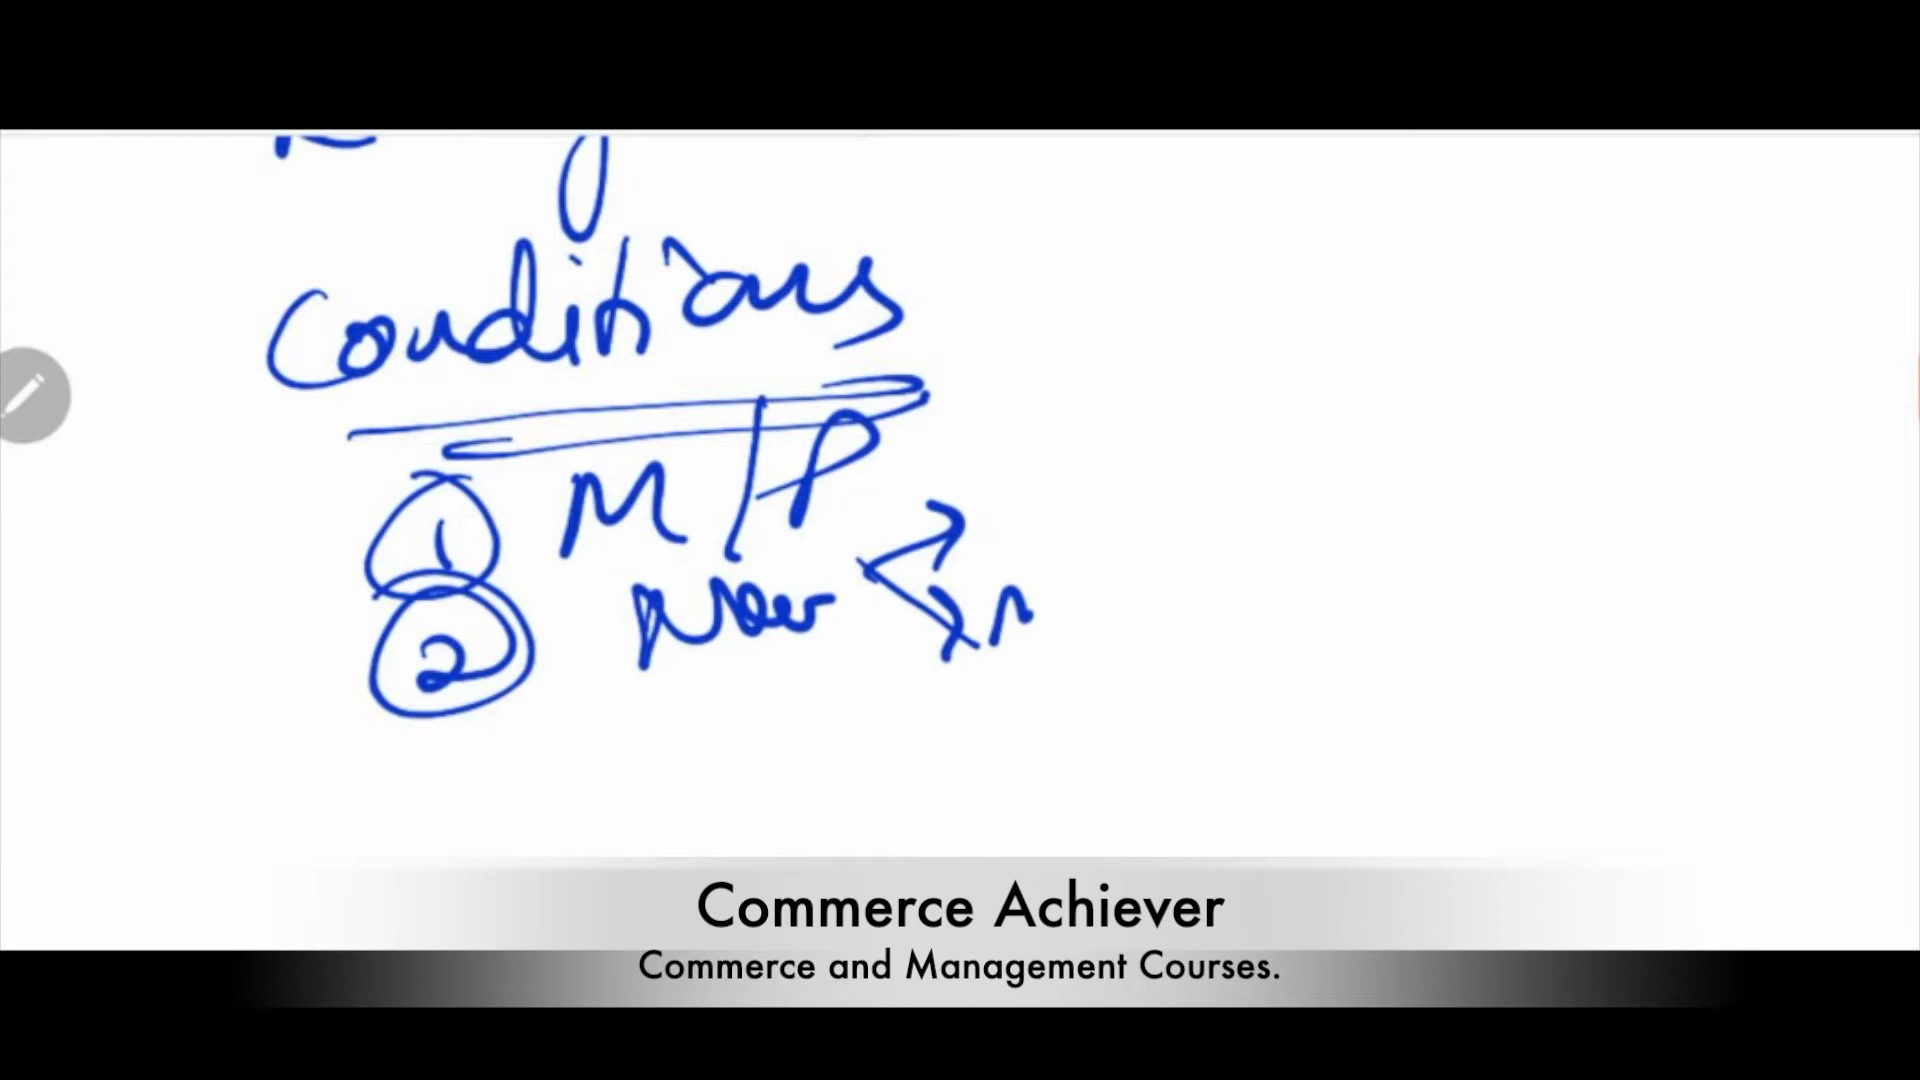 Conditions
1 M/P
2 New
Commerce Achiever
Commerce and Management Courses.